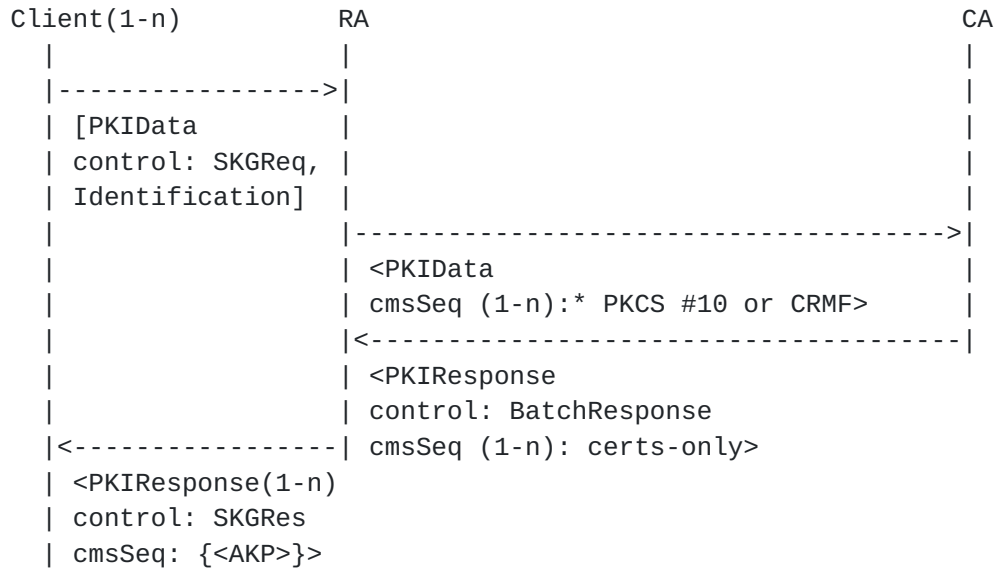 Client(1-n)          RA                                       CA
  |                  |                                        |
  |----------------->|                                        |
  | [PKIData         |                                        |
  | control: SKGReq, |                                        |
  | Identification]  |                                        |
  |                  |--------------------------------------->|
  |                  | <PKIData                               |
  |                  | cmsSeq (1-n):* PKCS #10 or CRMF>       |
  |                  |<---------------------------------------|
  |                  | <PKIResponse
  |                  | control: BatchResponse
  |<-----------------| cmsSeq (1-n): certs-only>
  | <PKIResponse(1-n)
  | control: SKGRes
  | cmsSeq: {<AKP>}>